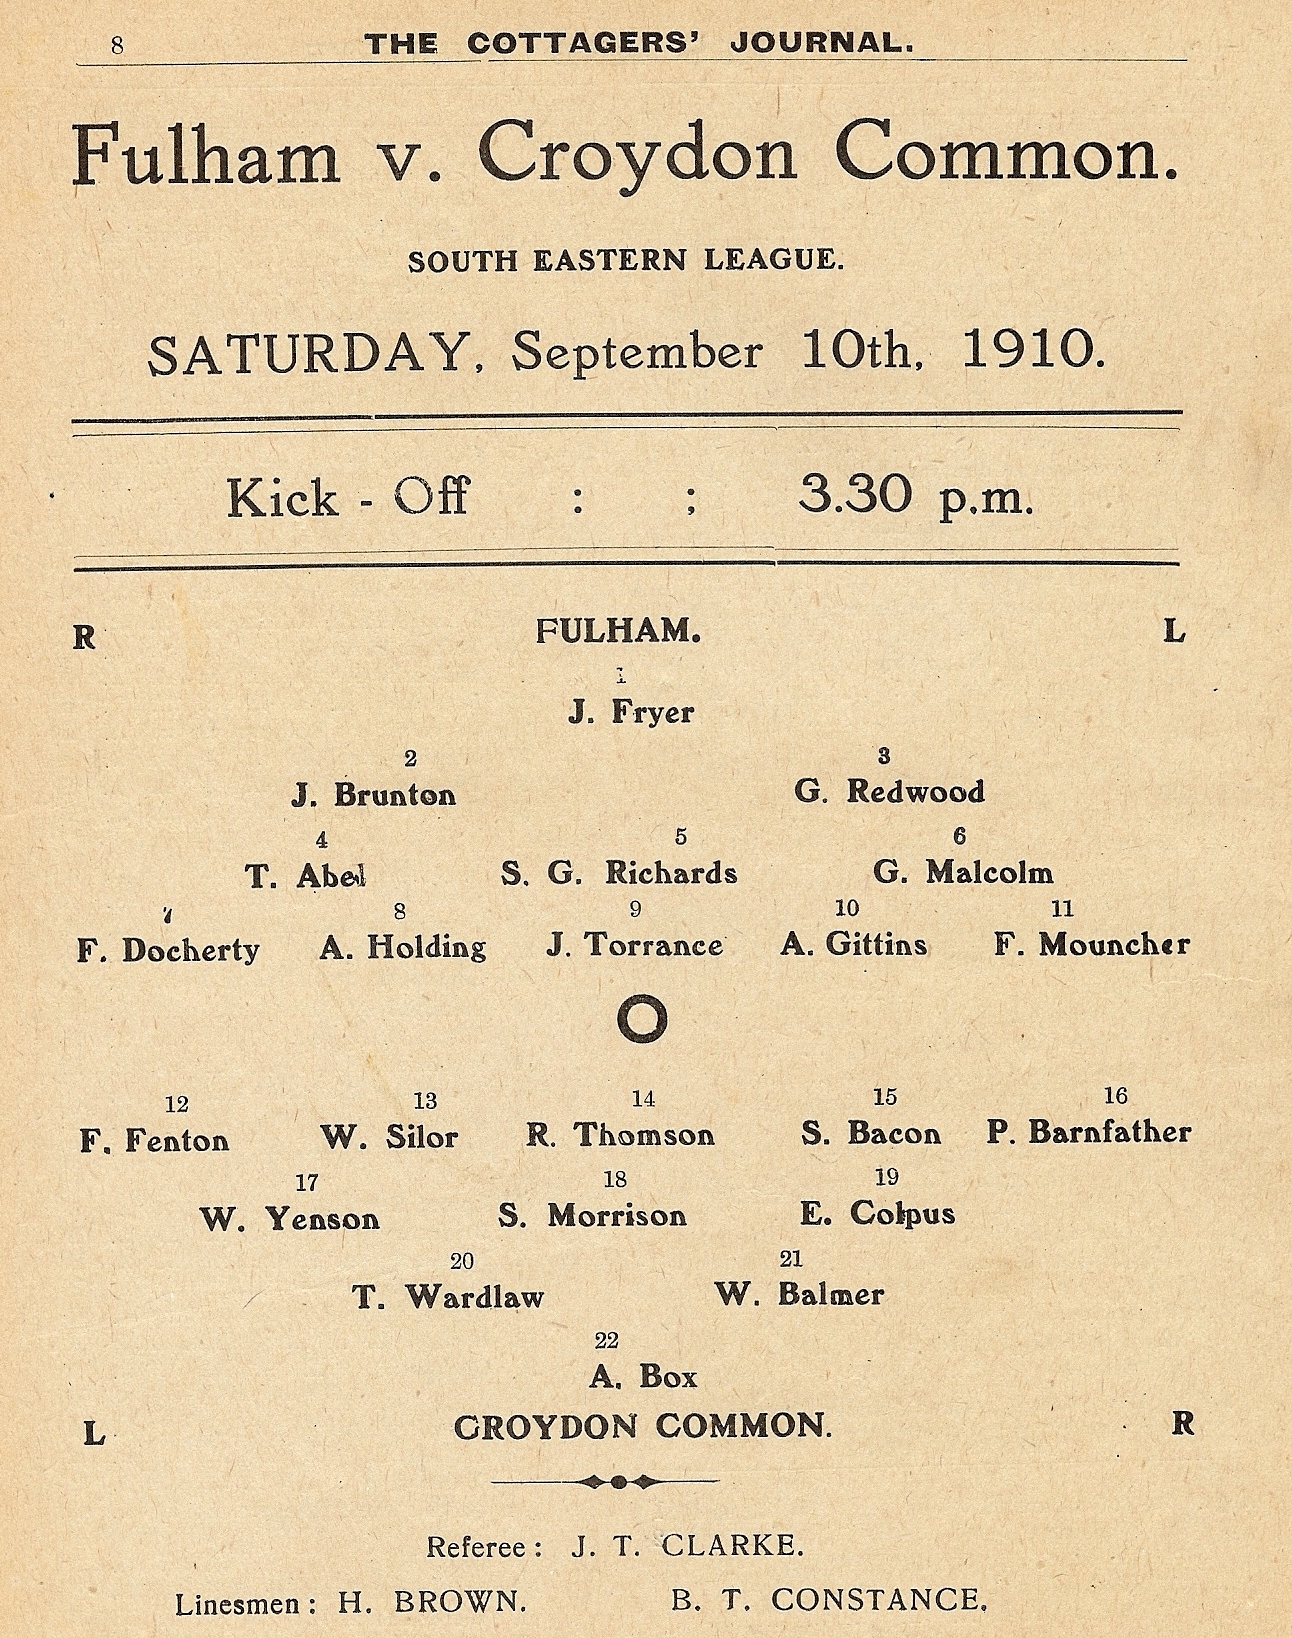 8 THE COTTAGERS' JOURNAL.
Fulham v. Croydon Common.
SOUTH EASTERN LEAGUE.
SATURDAY, September 10th, 1910.
Kick - Off : ; 3.30 p.m.
R FULHAM. L
1
J. Fryer
2 3
J. Brunton G. Redwood
4 5 6
T. Abel S. G. Richards G. Malcolm
7 8 9 10 11
F. Docherty A. Holding J. Torrance A. Gittins F. Mouncher
O
12 13 14 15 16
F. Fenton W. Silor R. Thomson S. Bacon P. Barnfather
17 18 19
W. Yenson S. Morrison E. Colpus
20 21
T. Wardlaw W. Balmer
22
A. Box
L CROYDON COMMON. R
Referee : J. T. CLARKE.
Linesmen : H. BROWN. B. T. CONSTANCE.